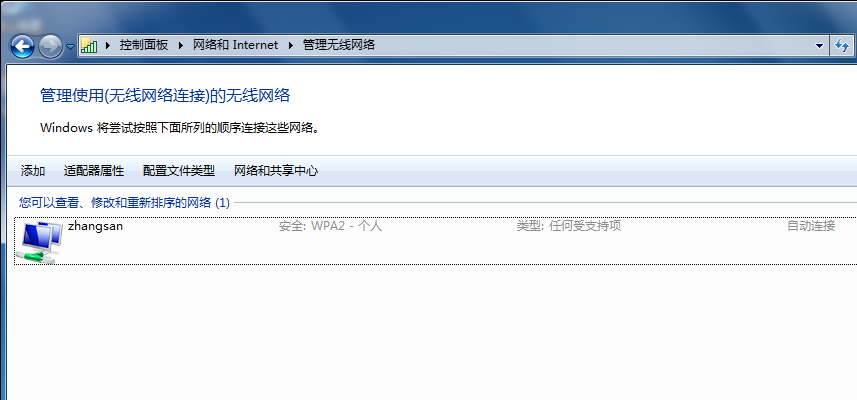 控制面板 网络和 Internet 管理无线网络
管理使用(无线网络连接)的无线网络
Windows 将尝试按照下面所列的顺序连接这些网络。
添加 适配器属性 配置文件类型 网络和共享中心
您可以查看、修改和重新排序的网络 (1)
zhangsan 安全: WPA2 - 个人 类型: 任何受支持项 自动连接